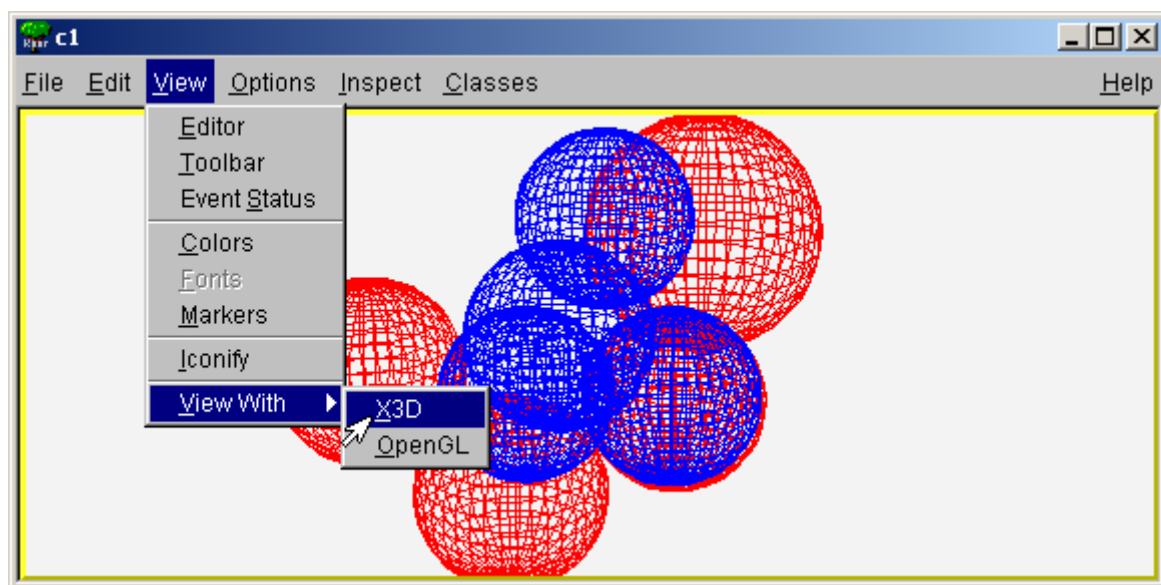 c1
File Edit View Options Inspect Classes Help
Editor
Toolbar
Event Status
Colors
Fonts
Markers
Iconify
View With
X3D
OpenGL